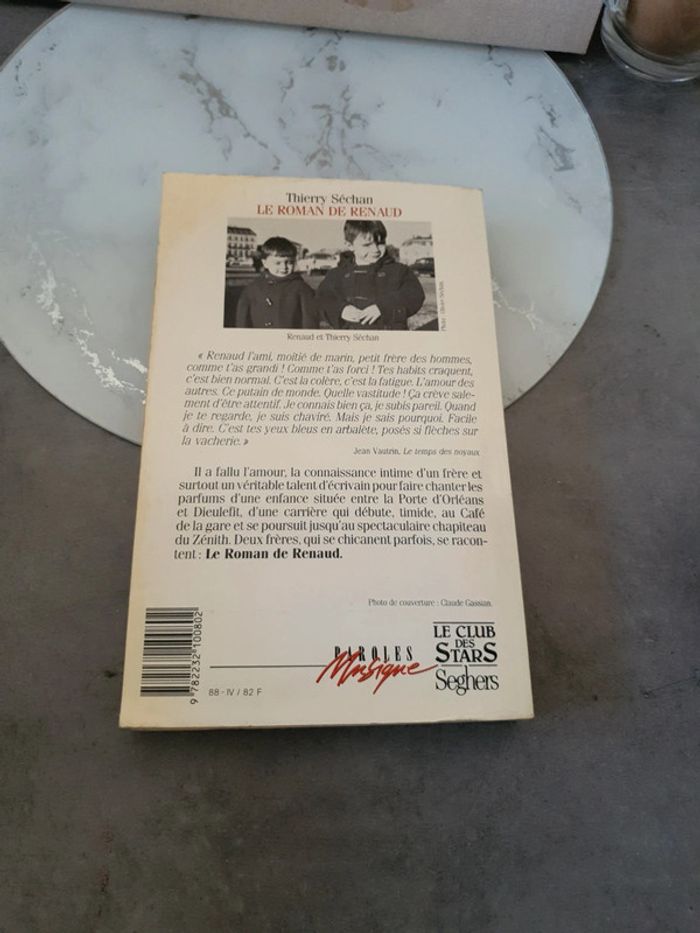 Thierry Séchan
LE ROMAN DE RENAUD
Photo : Olivier Séchan.
Renaud et Thierry Séchan
« Renaud l'ami, moitié de marin, petit frère des hommes,
comme t'as grandi ! Comme t'as forci ! Tes habits craquent,
c'est bien normal. C'est la colère, c'est la fatigue. L'amour des
autres. Ce putain de monde. Quelle vastitude ! Ça crève sale-
ment d'être attentif. Je connais bien ça, je subis pareil. Quand
je te regarde, je suis chaviré. Mais je sais pourquoi. Facile
à dire. C'est tes yeux bleus en arbalète, posés si flèches sur
la vacherie. »
Jean Vautrin, Le temps des noyaux
Il a fallu l'amour, la connaissance intime d'un frère et
surtout un véritable talent d'écrivain pour faire chanter les
parfums d'une enfance située entre la Porte d'Orléans
et Dieulefit, d'une carrière qui débute, timide, au Café
de la gare et se poursuit jusqu'au spectaculaire chapiteau
du Zénith. Deux frères, qui se chicanent parfois, se racon-
tent : Le Roman de Renaud.
Photo de couverture : Claude Gassian.
9 782232 100802
88 - IV / 82 F
PAROLES
Musique
LE CLUB
DES
STARS
Seghers